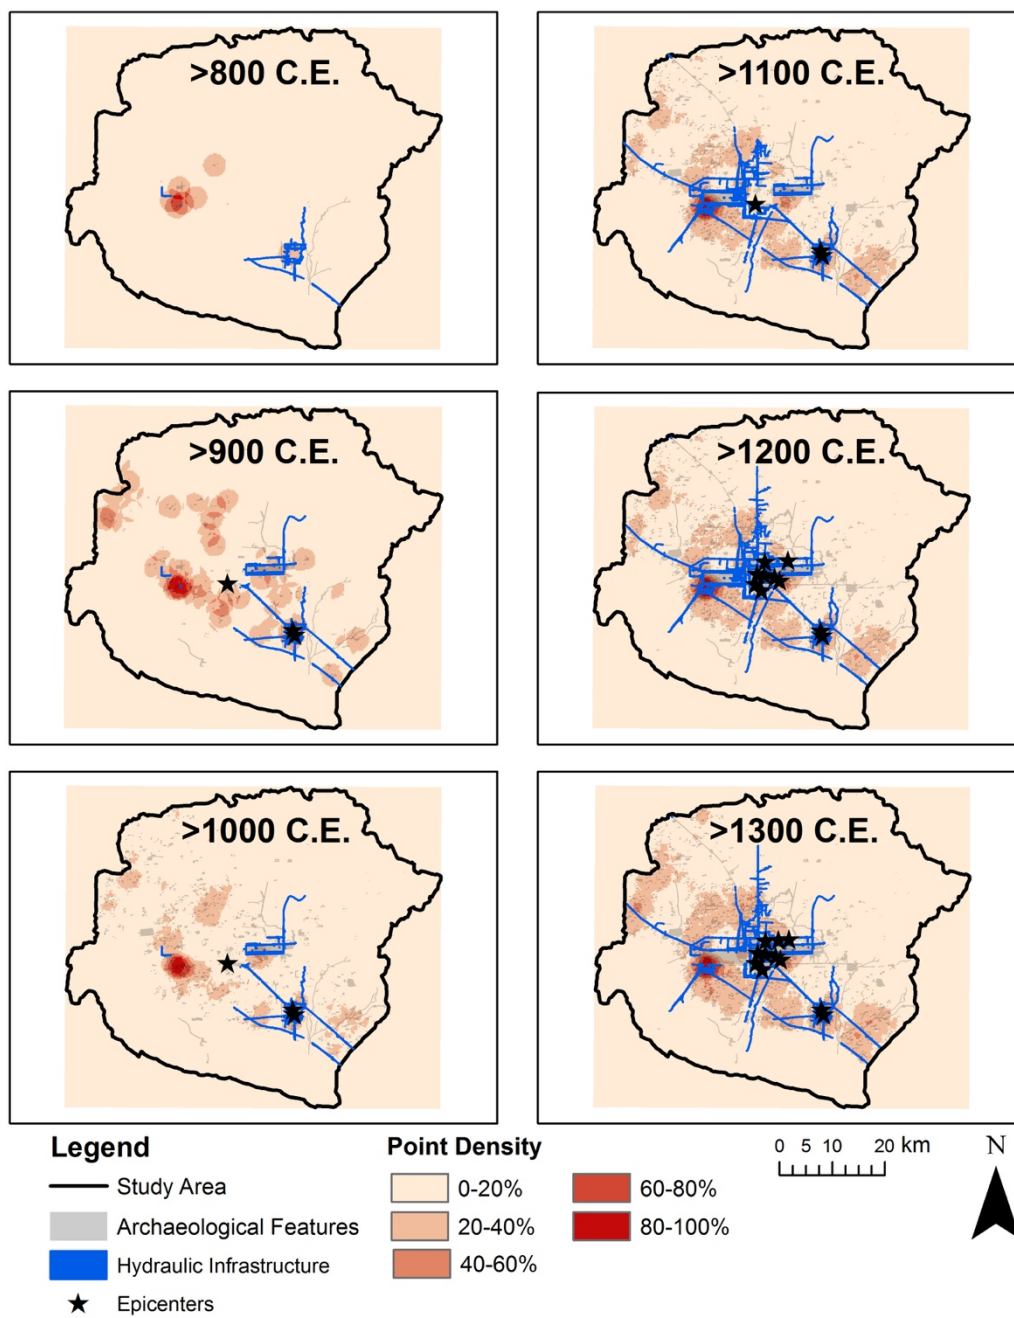 >800 C.E.
>1100 C.E.
>900 C.E.
>1200 C.E.
>1000 C.E.
>1300 C.E.
Legend
Study Area
Archaeological Features
Hydraulic Infrastructure
Epicenters
Point Density
0-20%
20-40%
40-60%
60-80%
80-100%
0 5 10 20 km
N